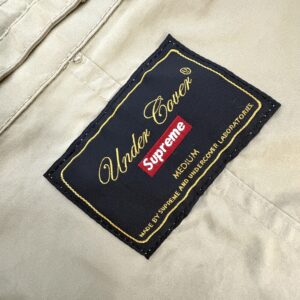 Under Cover®
Supreme
MEDIUM
MADE BY SUPREME AND UNDERCOVER LABORATORIES